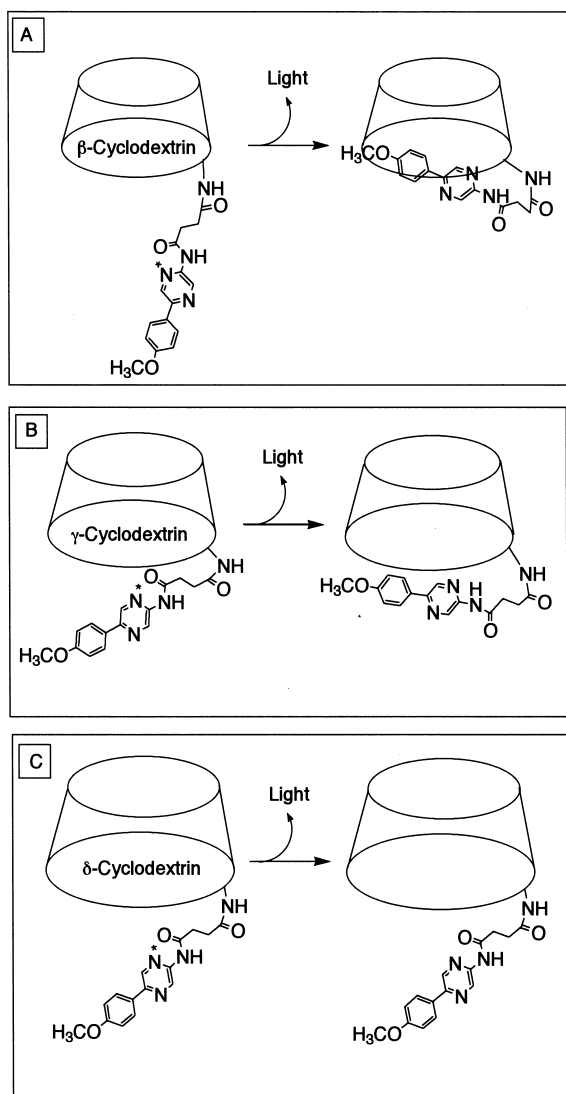 A
Light
β-Cyclodextrin
NH
O
O
NH
N
*
N
H₃CO
H₃CO
N
N
NH
O
NH
O
B
Light
γ-Cyclodextrin
NH
O
O
N
*
NH
N
H₃CO
H₃CO
N
N
H
N
O
NH
O
C
Light
δ-Cyclodextrin
NH
O
O
N
*
NH
N
H₃CO
NH
O
O
N
NH
N
H₃CO